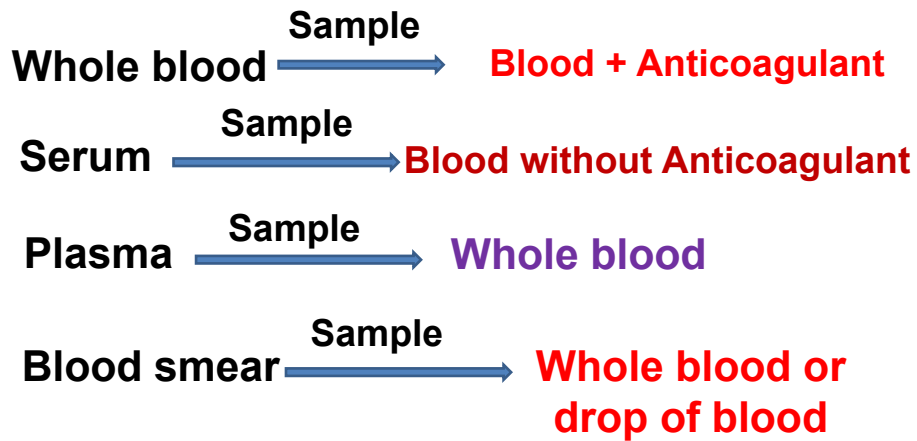 Sample
Whole blood Blood + Anticoagulant
Sample
Serum Blood without Anticoagulant
Sample
Plasma Whole blood
Sample
Blood smear Whole blood or
drop of blood